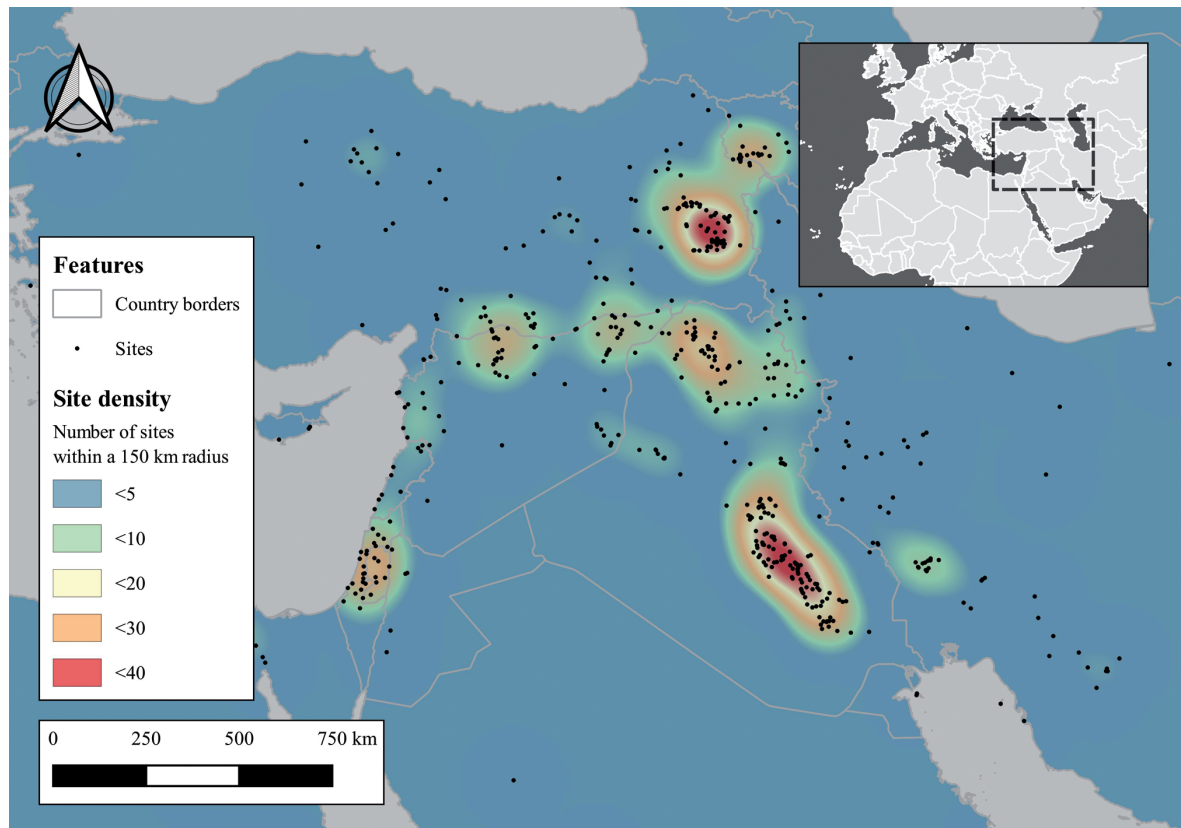 Features
Country borders
Sites
Site density
Number of sites
within a 150 km radius
<5
<10
<20
<30
<40
0 250 500 750 km